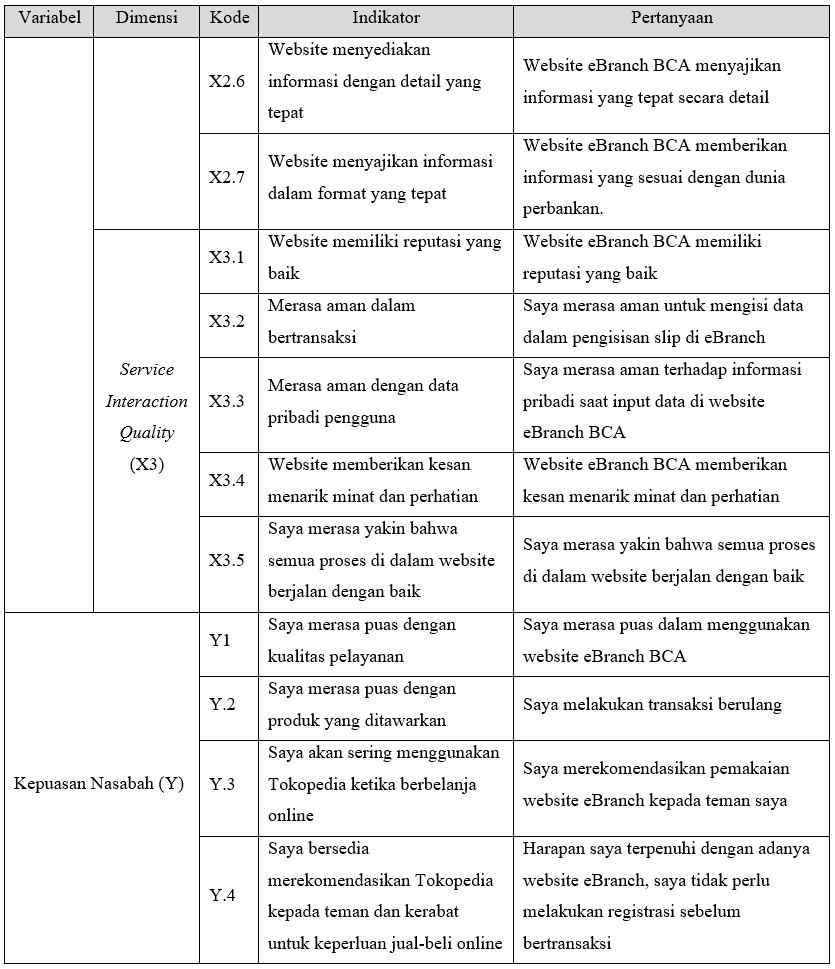 Variabel Dimensi Kode Indikator Pertanyaan
X2.6
Website menyediakan
informasi dengan detail yang
tepat
Website eBranch BCA menyajikan
informasi yang tepat secara detail
X2.7
Website menyajikan informasi
dalam format yang tepat
Website eBranch BCA memberikan
informasi yang sesuai dengan dunia
perbankan.
Service
Interaction
Quality
(X3)
X3.1
Website memiliki reputasi yang
baik
Website eBranch BCA memiliki
reputasi yang baik
X3.2
Merasa aman dalam
bertransaksi
Saya merasa aman untuk mengisi data
dalam pengisisan slip di eBranch
X3.3
Merasa aman dengan data
pribadi pengguna
Saya merasa aman terhadap informasi
pribadi saat input data di website
eBranch BCA
X3.4
Website memberikan kesan
menarik minat dan perhatian
Website eBranch BCA memberikan
kesan menarik minat dan perhatian
X3.5
Saya merasa yakin bahwa
semua proses di dalam website
berjalan dengan baik
Saya merasa yakin bahwa semua proses
di dalam website berjalan dengan baik
Kepuasan Nasabah (Y)
Y1
Saya merasa puas dengan
kualitas pelayanan
Saya merasa puas dalam menggunakan
website eBranch BCA
Y.2
Saya merasa puas dengan
produk yang ditawarkan
Saya melakukan transaksi berulang
Y.3
Saya akan sering menggunakan
Tokopedia ketika berbelanja
online
Saya merekomendasikan pemakaian
website eBranch kepada teman saya
Y.4
Saya bersedia
merekomendasikan Tokopedia
kepada teman dan kerabat
untuk keperluan jual-beli online
Harapan saya terpenuhi dengan adanya
website eBranch, saya tidak perlu
melakukan registrasi sebelum
bertransaksi